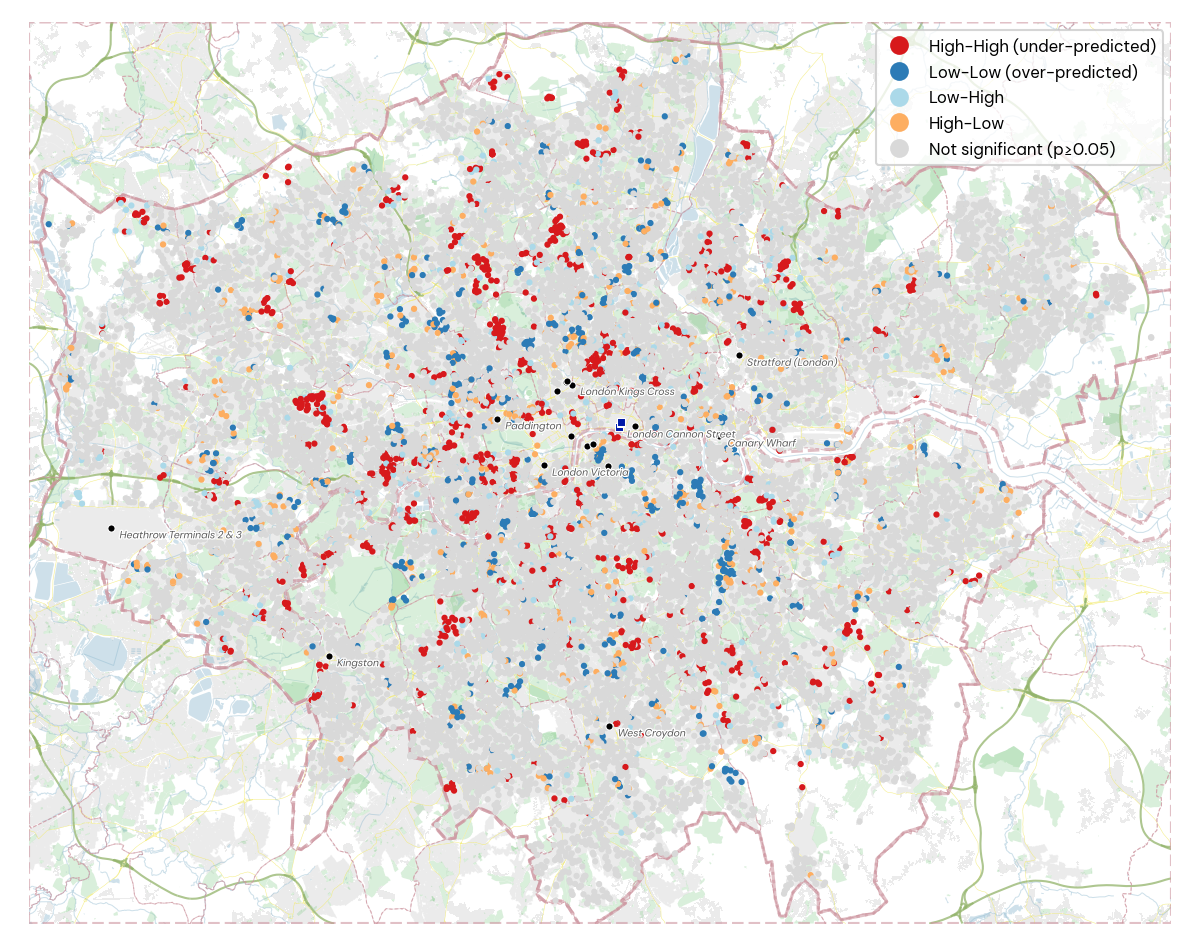 High-High (under-predicted)
Low-Low (over-predicted)
Low-High
High-Low
Not significant (p≥0.05)
Stratford (London)
London Kings Cross
Paddington
London Cannon Street
Canary Wharf
London Victoria
Heathrow Terminals 2 & 3
Kingston
West Croydon